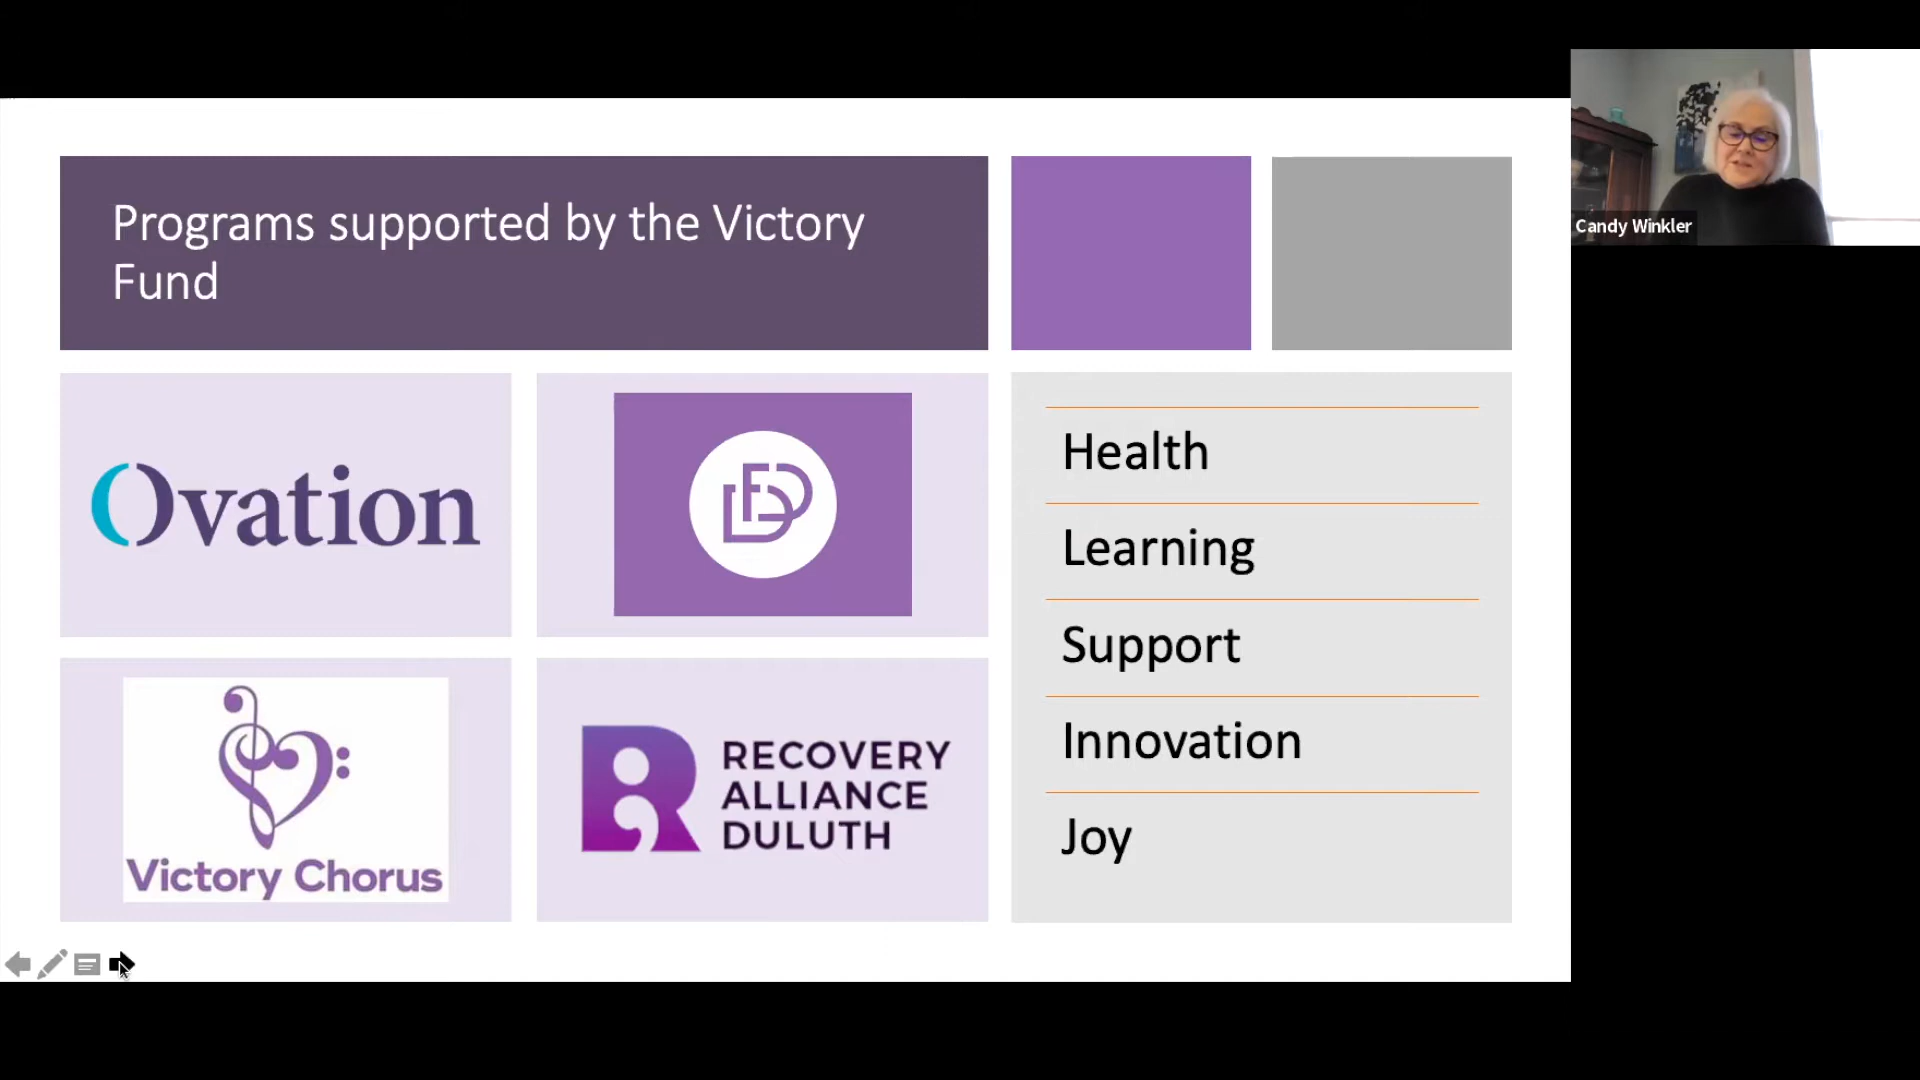 Programs supported by the Victory
Fund
Candy Winkler
Ovation
Health
Learning
Support
Innovation
Joy
Victory Chorus
RECOVERY
ALLIANCE
DULUTH